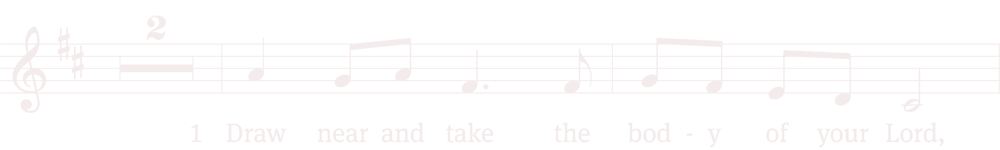 2
1 Draw near and take the bod - y of your Lord,